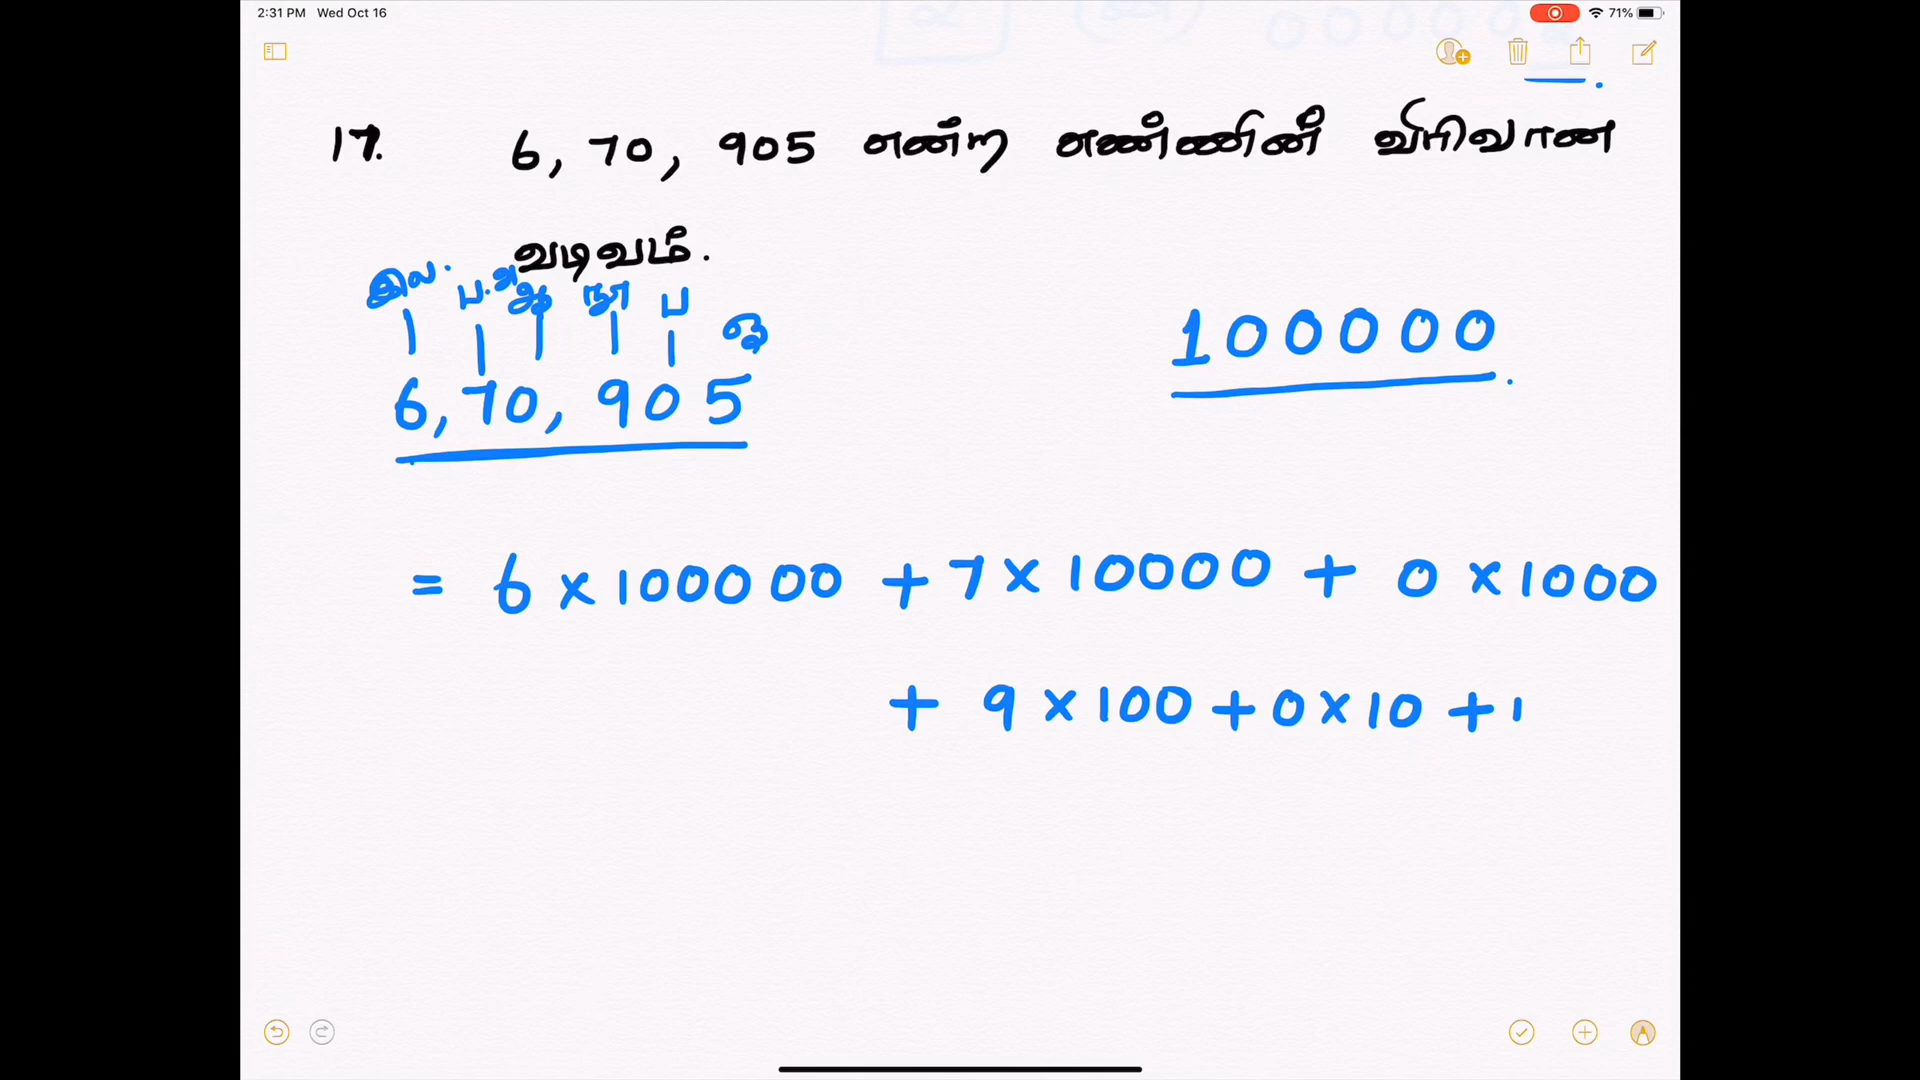 2:31 PM Wed Oct 16
71%
17. 6, 70, 905 என்ற எண்ணின் விரிவான
வடிவம்.
இல. ப.ஆ ஆ நூ ப ஒ
100000.
6, 70, 905
= 6 x 100000 + 7 x 10000 + 0 x 1000
+ 9 x 100 + 0 x 10 + 1